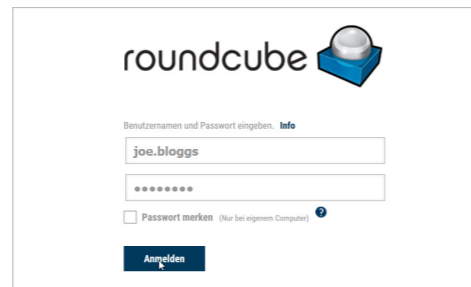 roundcube
Benutzernamen und Passwort eingeben. Info
joe.bloggs
Passwort merken (Nur bei eigenem Computer) ?
Anmelden